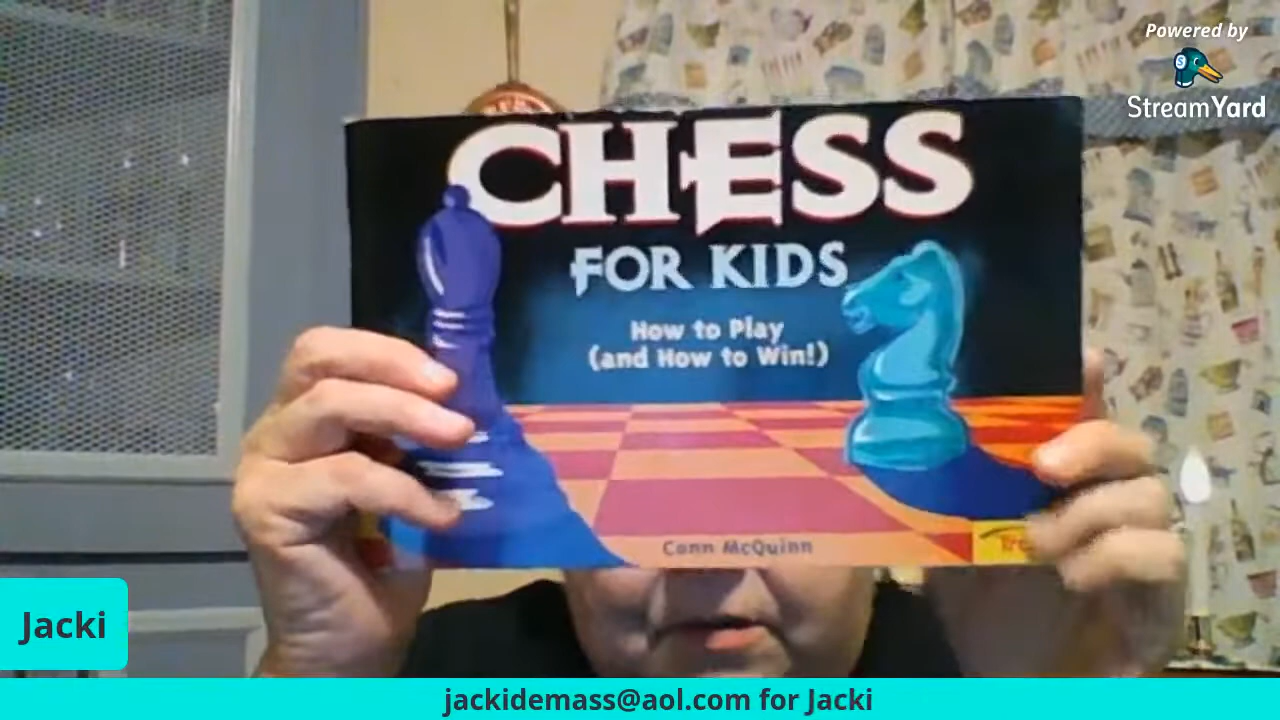 Powered by
StreamYard
CHESS
FOR KIDS
How to Play
(and How to Win!)
Conn McQuinn
Jacki
jackidemass@aol.com for Jacki